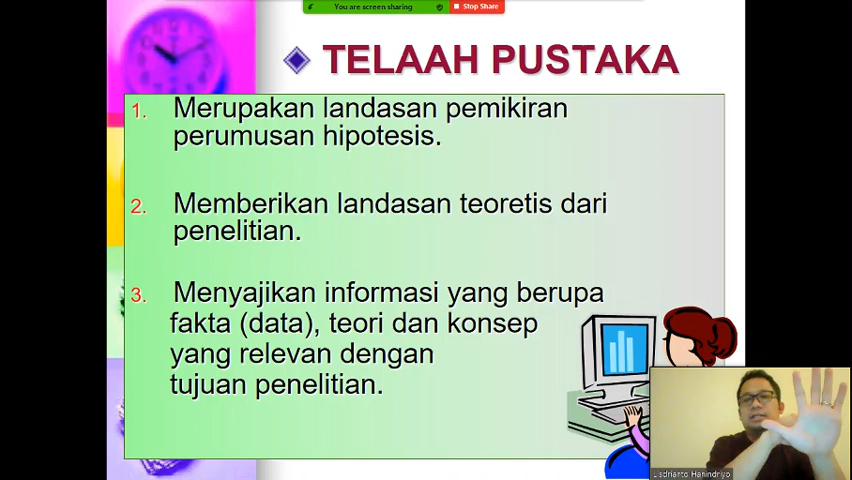 You are screen sharing
Stop Share
TELAAH PUSTAKA
1. Merupakan landasan pemikiran
perumusan hipotesis.
2. Memberikan landasan teoretis dari
penelitian.
3. Menyajikan informasi yang berupa
fakta (data), teori dan konsep
yang relevan dengan
tujuan penelitian.
Hanindriyo